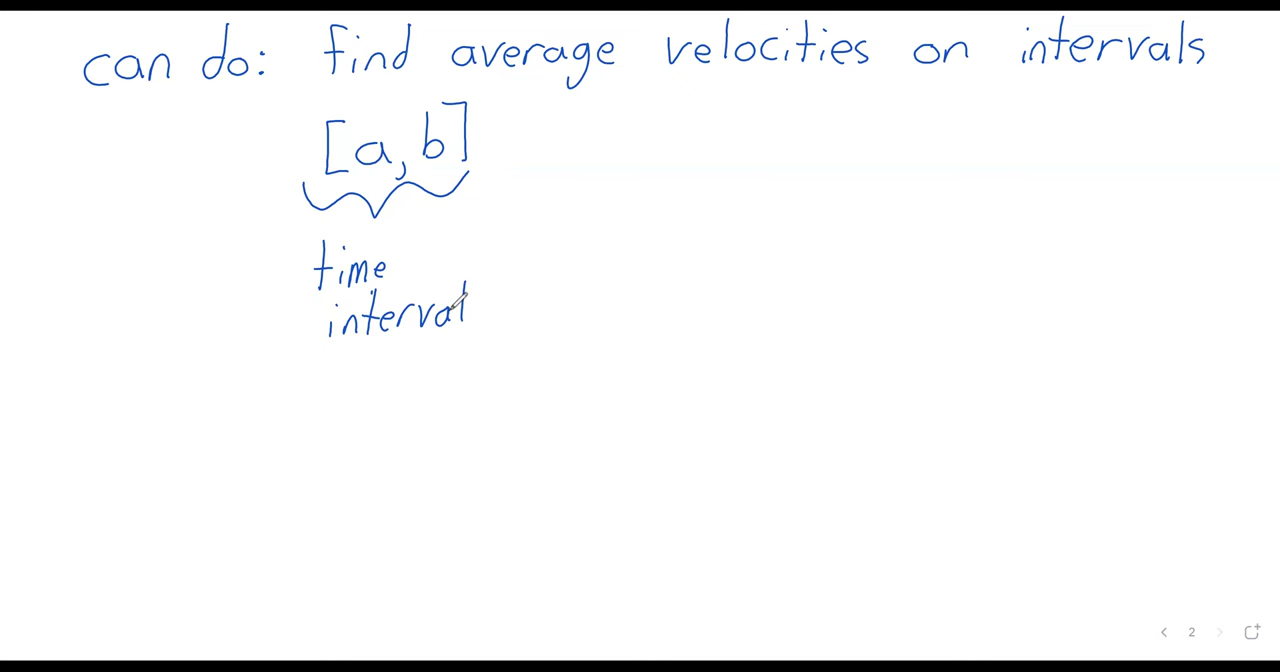 can do: find average velocities on intervals
[a, b]
time
interval
< 2 >